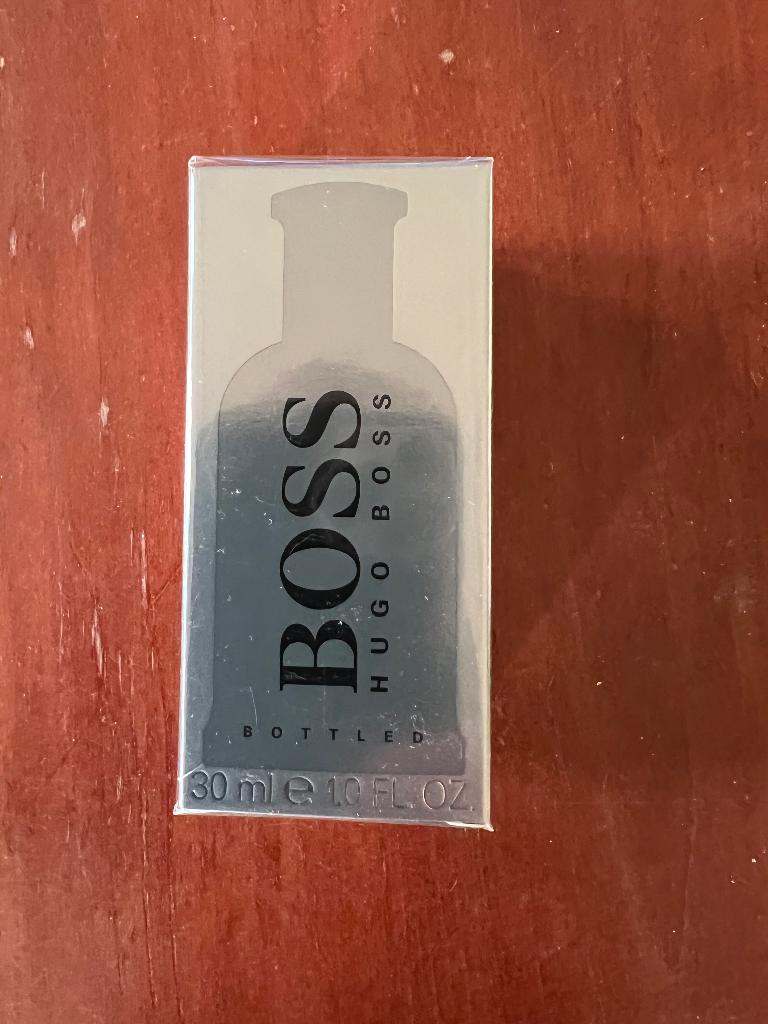 BOSS
HUGO BOSS
BOTTLED
30 ml e 1.0 FL. OZ.